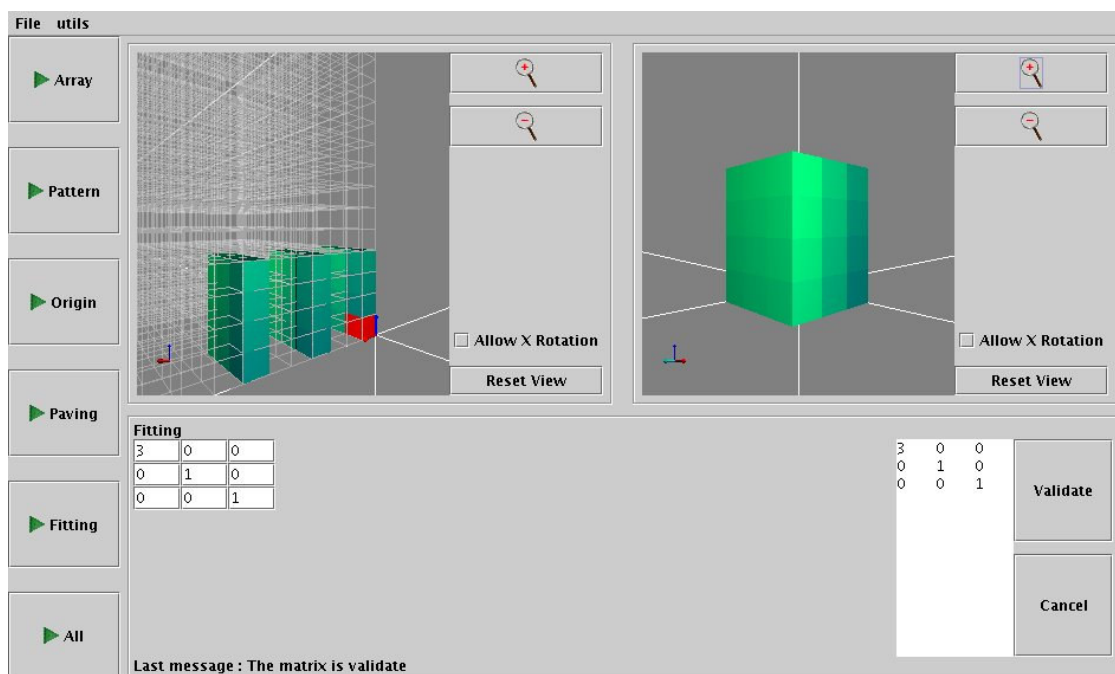 File utils
Array
Pattern
Origin
Paving
Fitting
All
Allow X Rotation
Reset View
Allow X Rotation
Reset View
Fitting
3 0 0
0 1 0
0 0 1
3 0 0
0 1 0
0 0 1
Validate
Cancel
Last message : The matrix is validate